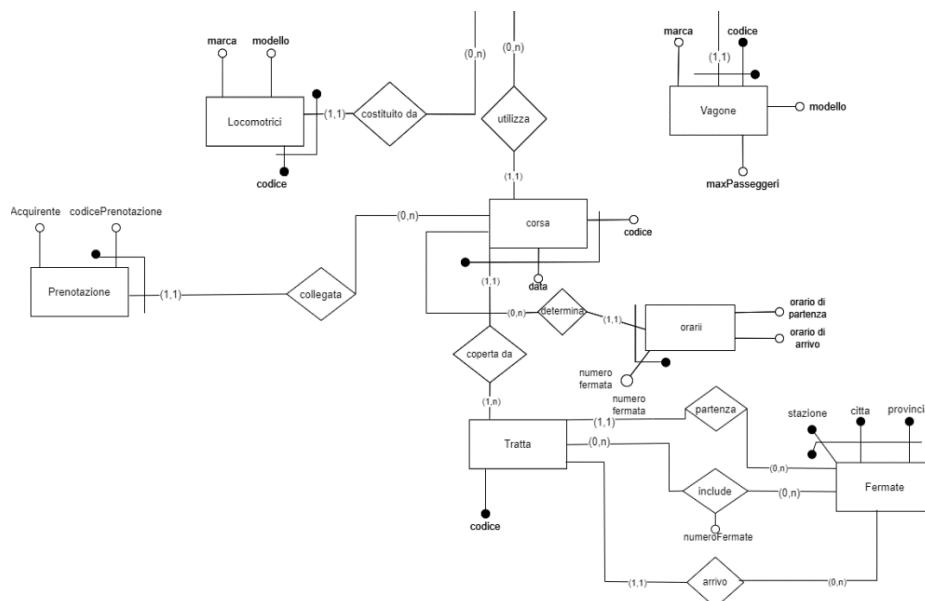 marca
modello
(0,n)
(0,n)
marca
codice
(1,1)
Locomotrici
(1,1)
costituito da
utilizza
Vagone
modello
codice
(1,1)
maxPasseggeri
Acquirente
codicePrenotazione
(0,n)
corsa
codice
Prenotazione
(1,1)
collegata
(1,1)
data
(0,n)
determina
(1,1)
orarii
orario di
partenza
orario di
arrivo
coperta da
numero
fermata
numero
fermata
(1,n)
Tratta
(1,1)
partenza
stazione
citta
provincia
(0,n)
(0,n)
include
(0,n)
Fermate
codice
numeroFermate
(1,1)
arrivo
(0,n)